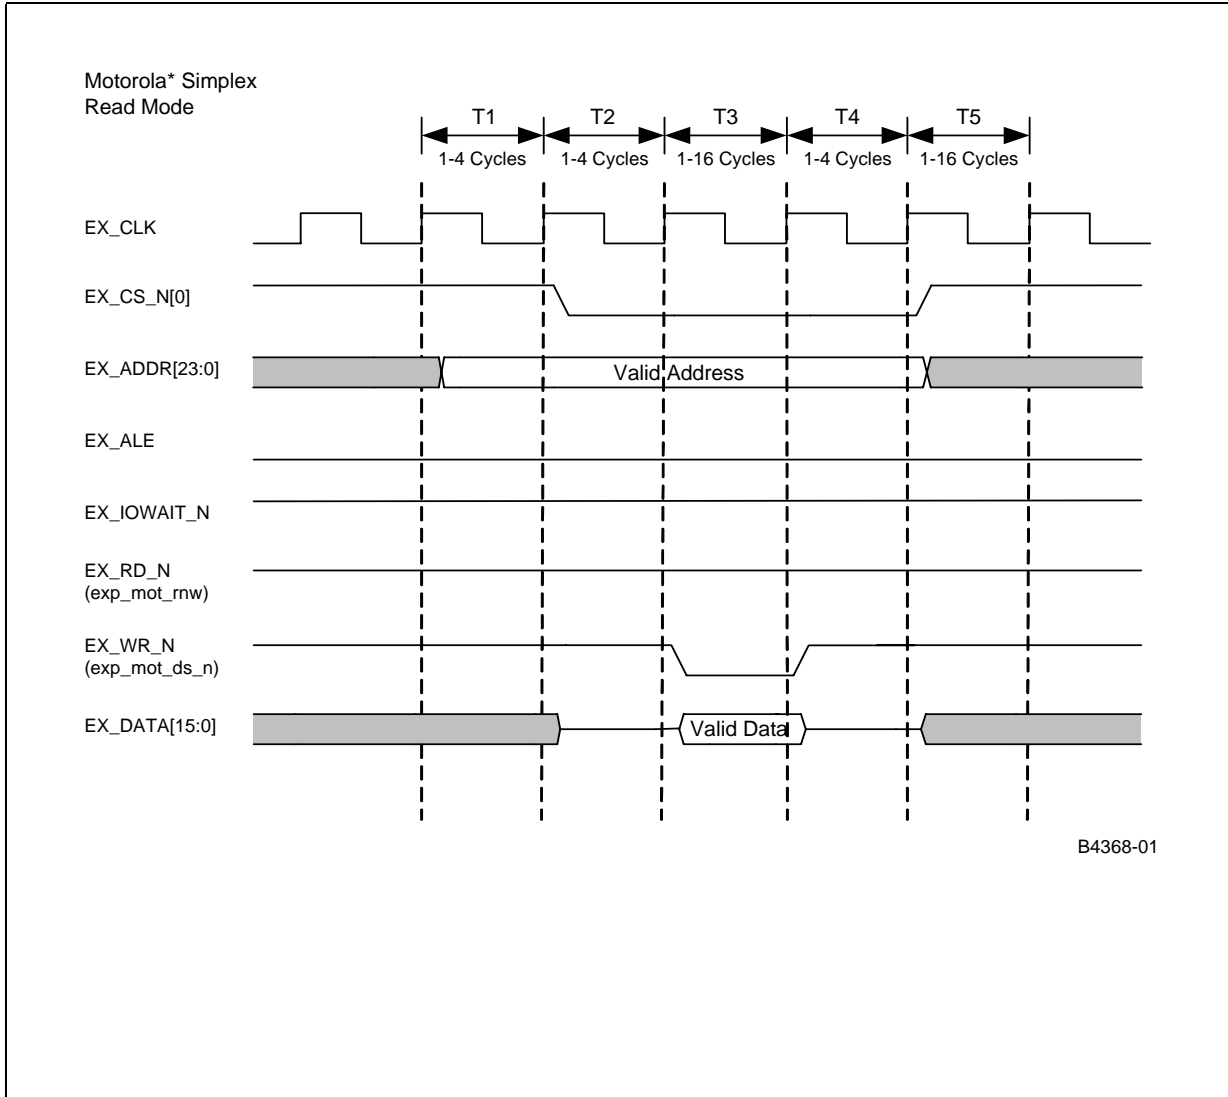 Motorola* Simplex
Read Mode
T1 T2 T3 T4 T5
1-4 Cycles 1-4 Cycles 1-16 Cycles 1-4 Cycles 1-16 Cycles
EX_CLK
EX_CS_N[0]
EX_ADDR[23:0] Valid Address
EX_ALE
EX_IOWAIT_N
EX_RD_N
(exp_mot_rnw)
EX_WR_N
(exp_mot_ds_n)
EX_DATA[15:0] Valid Data
B4368-01